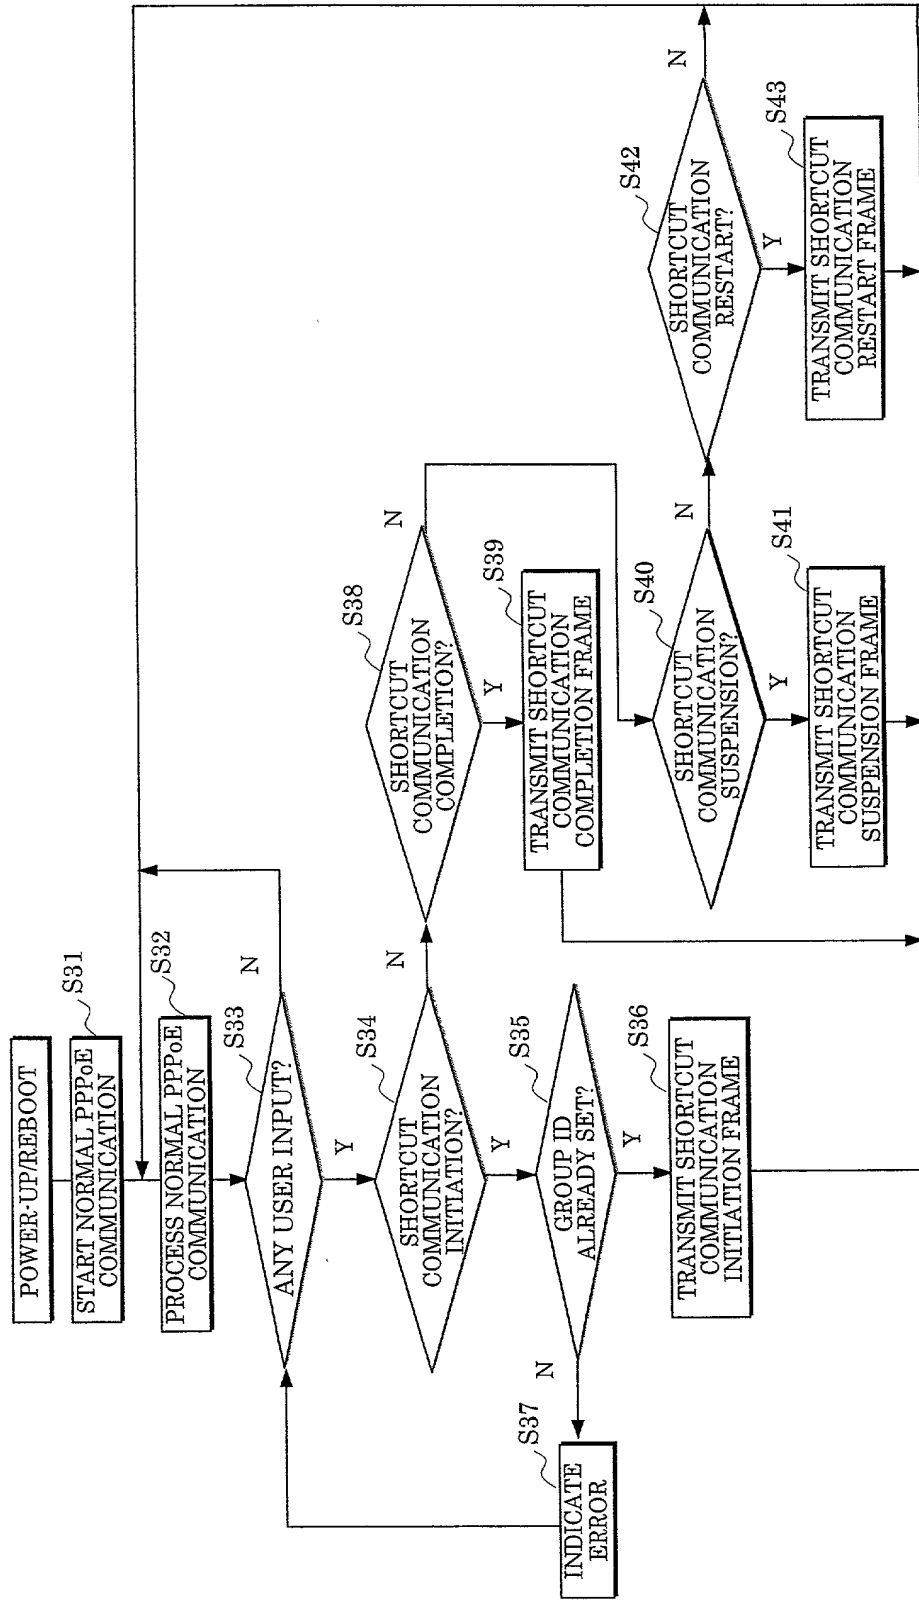 POWER-UP/REBOOT
S31
START NORMAL PPPoE
COMMUNICATION
S32
PROCESS NORMAL PPPoE
COMMUNICATION
S33
ANY USER INPUT?
N
Y
S34
SHORTCUT
COMMUNICATION
INITIATION?
N
Y
S35
GROUP ID
ALREADY SET?
N
Y
S36
TRANSMIT SHORTCUT
COMMUNICATION
INITIATION FRAME
S37
INDICATE
ERROR
S38
SHORTCUT
COMMUNICATION
COMPLETION?
N
Y
S39
TRANSMIT SHORTCUT
COMMUNICATION
COMPLETION FRAME
S40
SHORTCUT
COMMUNICATION
SUSPENSION?
N
Y
S41
TRANSMIT SHORTCUT
COMMUNICATION
SUSPENSION FRAME
S42
SHORTCUT
COMMUNICATION
RESTART?
N
Y
S43
TRANSMIT SHORTCUT
COMMUNICATION
RESTART FRAME